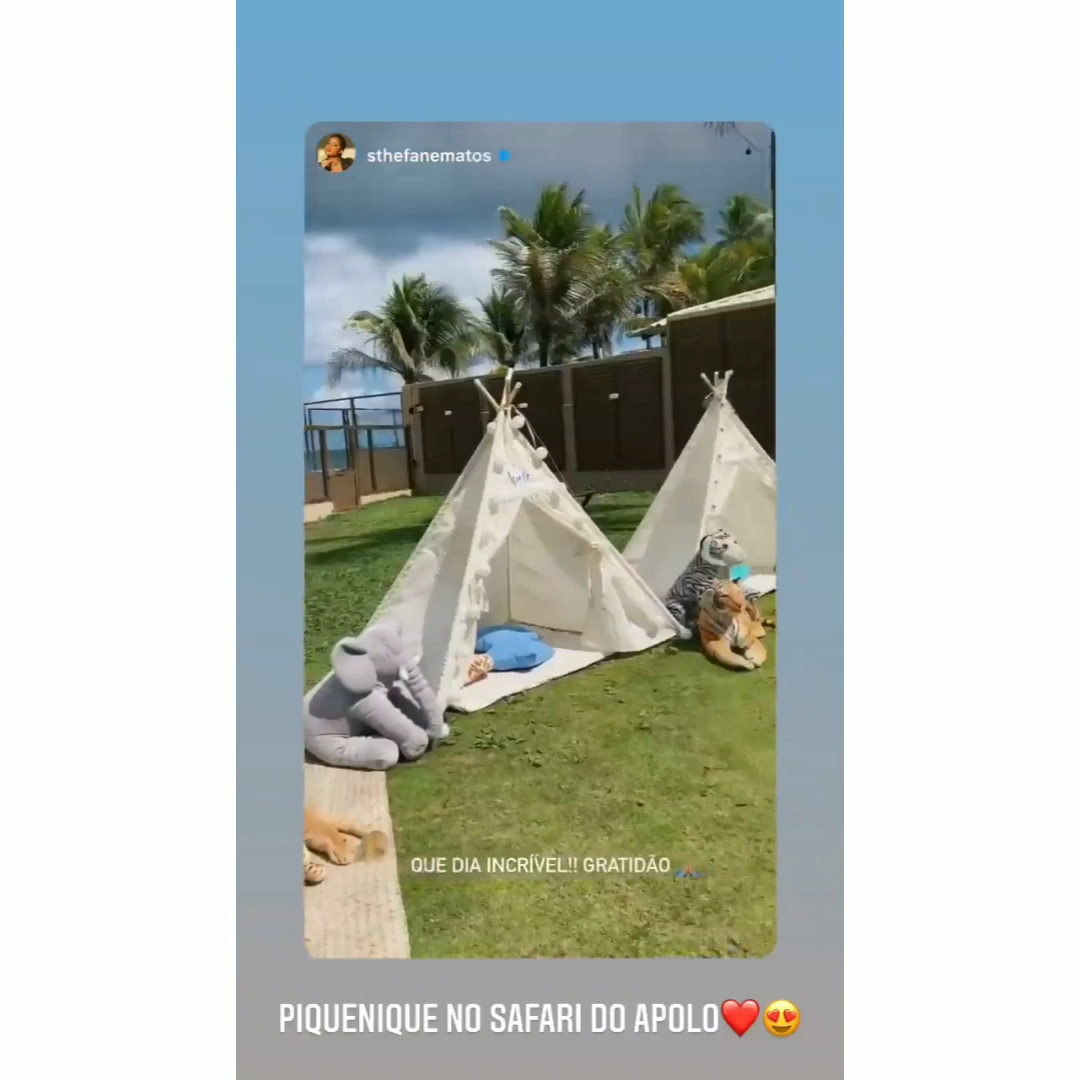 sthefanematos
QUE DIA INCRÍVEL!! GRATIDÃO
PIQUENIQUE NO SAFARI DO APOLO